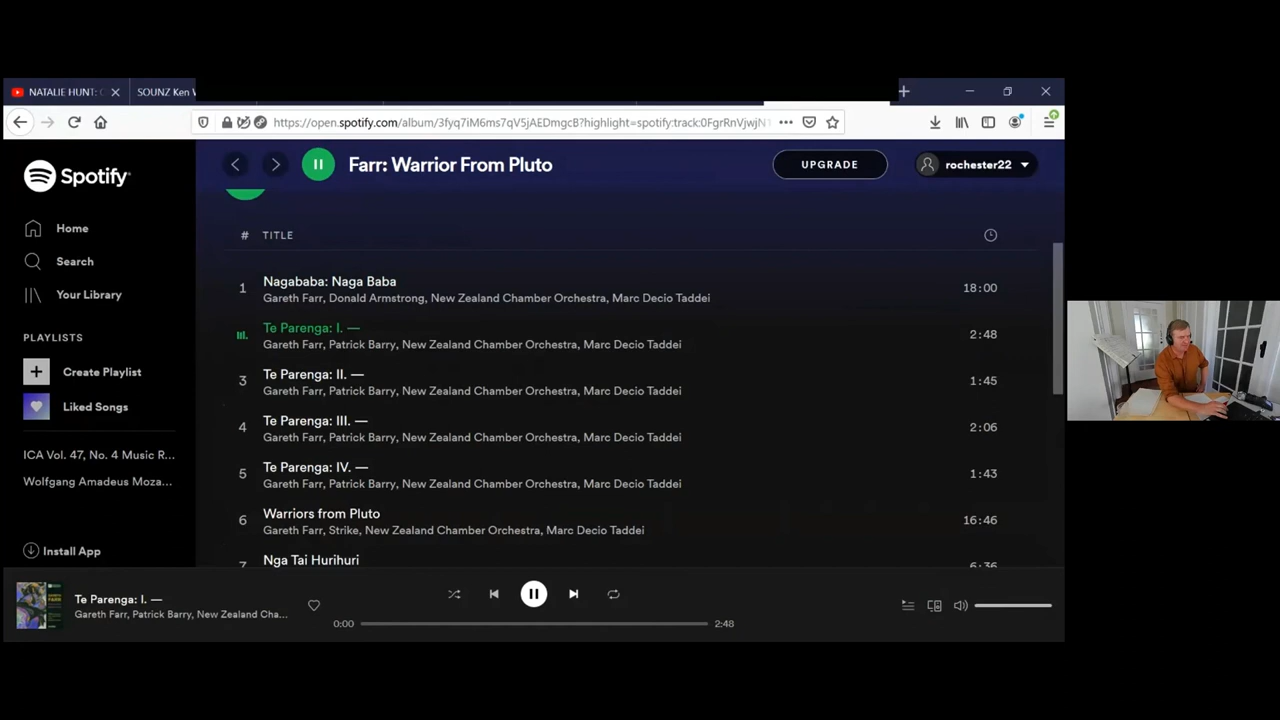 NATALIE HUNT:
SOUNZ Ken
https://open.spotify.com/album/3fyq7iM6ms7qV5jAEDmgcB?highlight=spotify:track:0FgrRnVjwjN
Spotify
Home
Search
Your Library
PLAYLISTS
Create Playlist
Liked Songs
ICA Vol. 47, No. 4 Music R...
Wolfgang Amadeus Moza...
Install App
Farr: Warrior From Pluto
UPGRADE
rochester22
# TITLE
1 Nagababa: Naga Baba 18:00
Gareth Farr, Donald Armstrong, New Zealand Chamber Orchestra, Marc Decio Taddei
Te Parenga: I. — 2:48
Gareth Farr, Patrick Barry, New Zealand Chamber Orchestra, Marc Decio Taddei
3 Te Parenga: II. — 1:45
Gareth Farr, Patrick Barry, New Zealand Chamber Orchestra, Marc Decio Taddei
4 Te Parenga: III. — 2:06
Gareth Farr, Patrick Barry, New Zealand Chamber Orchestra, Marc Decio Taddei
5 Te Parenga: IV. — 1:43
Gareth Farr, Patrick Barry, New Zealand Chamber Orchestra, Marc Decio Taddei
6 Warriors from Pluto 16:46
Gareth Farr, Strike, New Zealand Chamber Orchestra, Marc Decio Taddei
7 Nga Tai Hurihuri 6:36
Te Parenga: I. —
Gareth Farr, Patrick Barry, New Zealand Cha...
0:00
2:48